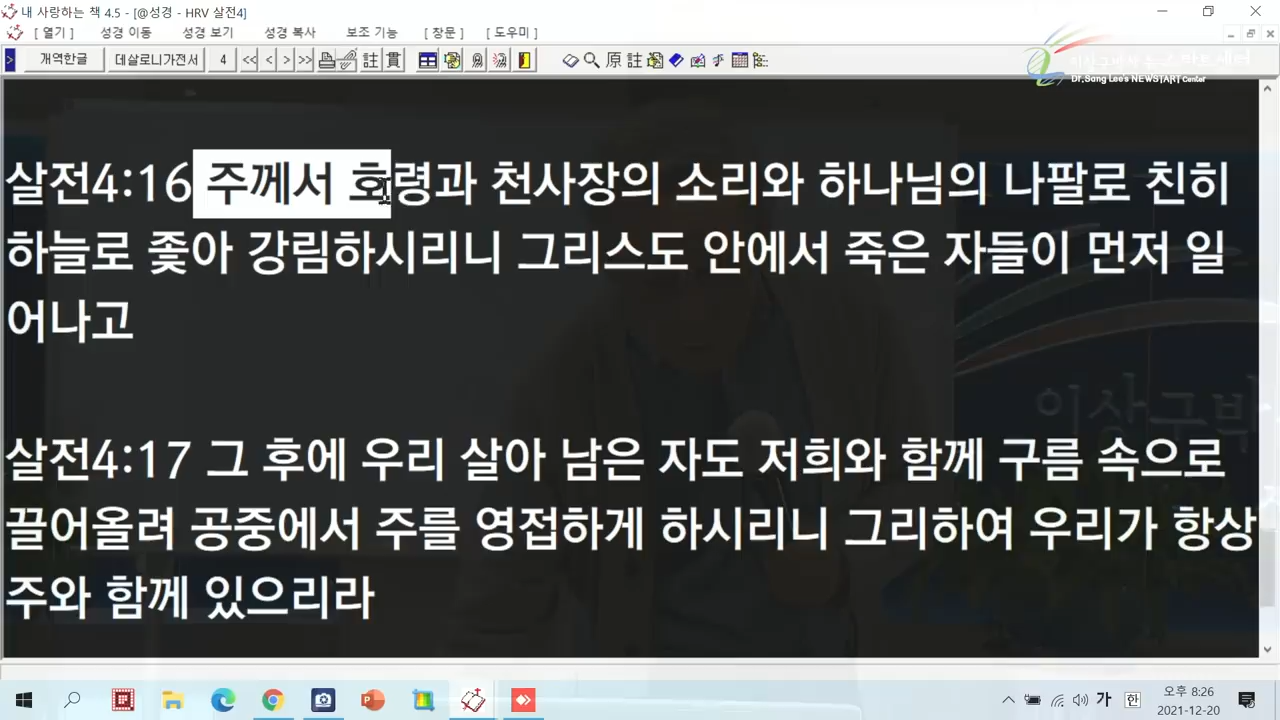 내 사랑하는 책 4.5 - [@성경 - HRV 살전4]
[ 열기 ] 성경 이동 성경 보기 성경 복사 보조 기능 [ 창문 ] [ 도우미 ]
개역한글 데살로니가전서 4 << < > >> 註 貫 原 註
Dr.Sang Lee's NEWSTART Center
살전4:16 주께서 호령과 천사장의 소리와 하나님의 나팔로 친히
하늘로 좇아 강림하시리니 그리스도 안에서 죽은 자들이 먼저 일
어나고
이상구박
살전4:17 그 후에 우리 살아 남은 자도 저희와 함께 구름 속으로
끌어올려 공중에서 주를 영접하게 하시리니 그리하여 우리가 항상
주와 함께 있으리라
가 한 오후 8:26
2021-12-20